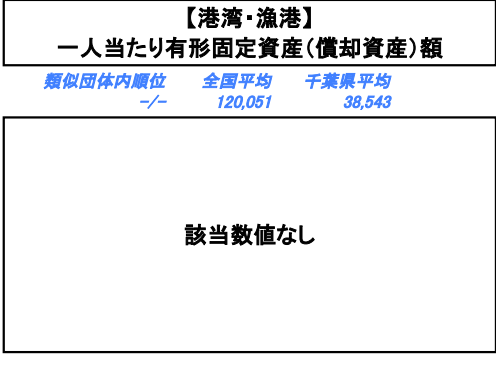 【港湾・漁港】
一人当たり有形固定資産(償却資産)額
類似団体内順位 全国平均 千葉県平均
-/- 120,051 38,543
該当数値なし